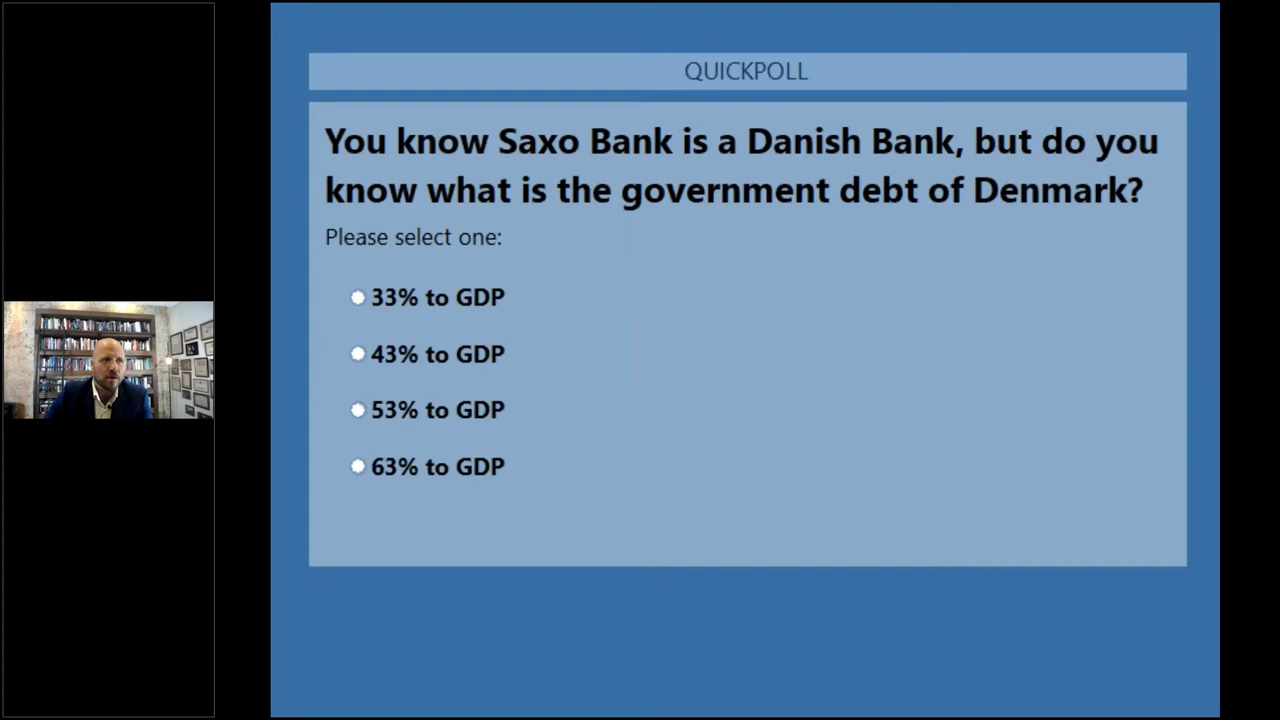 QUICKPOLL
You know Saxo Bank is a Danish Bank, but do you
know what is the government debt of Denmark?
Please select one:
33% to GDP
43% to GDP
53% to GDP
63% to GDP